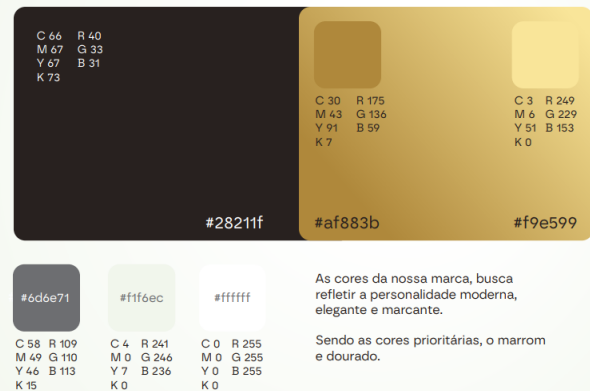 C 66 R 40
M 67 G 33
Y 67 B 31
K 73
#28211f
C 30 R 175
M 43 G 136
Y 91 B 59
K 7
#af883b
C 3 R 249
M 6 G 229
Y 51 B 153
K 0
#f9e599
#6d6e71
C 58 R 109
M 49 G 110
Y 46 B 113
K 15
#f1f6ec
C 4 R 241
M 0 G 246
Y 7 B 236
K 0
#ffffff
C 0 R 255
M 0 G 255
Y 0 B 255
K 0
As cores da nossa marca, busca
refletir a personalidade moderna,
elegante e marcante.
Sendo as cores prioritárias, o marrom
e dourado.